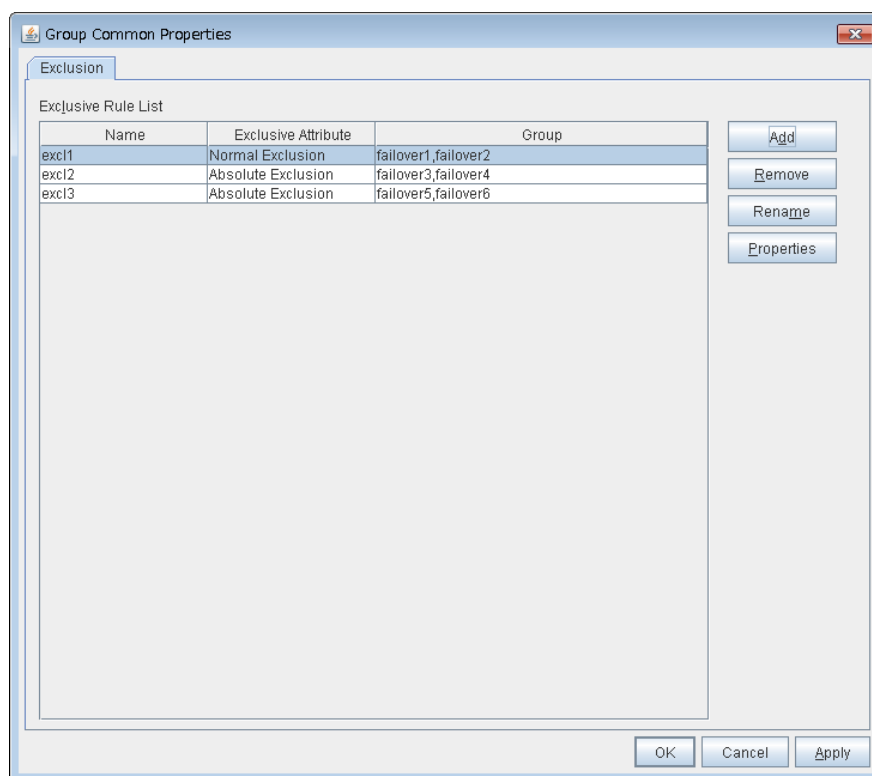 Group Common Properties
Exclusion
Exclusive Rule List
Name Exclusive Attribute Group
excl1 Normal Exclusion failover1,failover2
excl2 Absolute Exclusion failover3,failover4
excl3 Absolute Exclusion failover5,failover6
Add
Remove
Rename
Properties
OK Cancel Apply